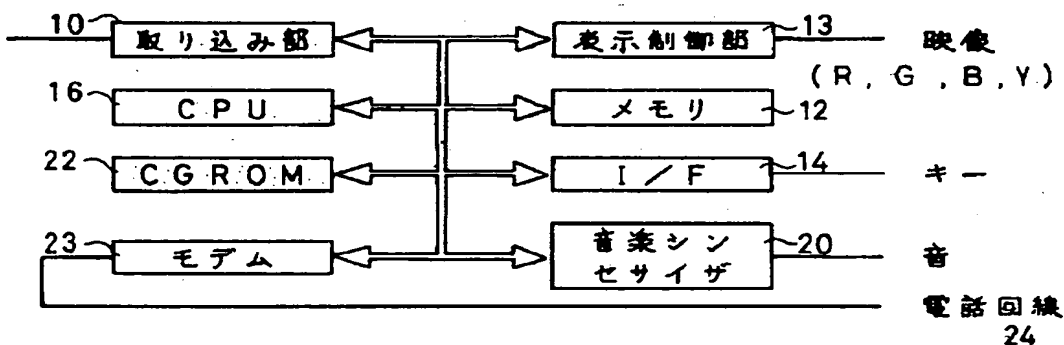 10 取り込み部 表示制御部 13 映像
(R, G, B, Y)
16 CPU メモリ 12
22 CGROM I/F 14 キー
23 モデム 音楽シン 20 音
セサイザ
電話回線
24